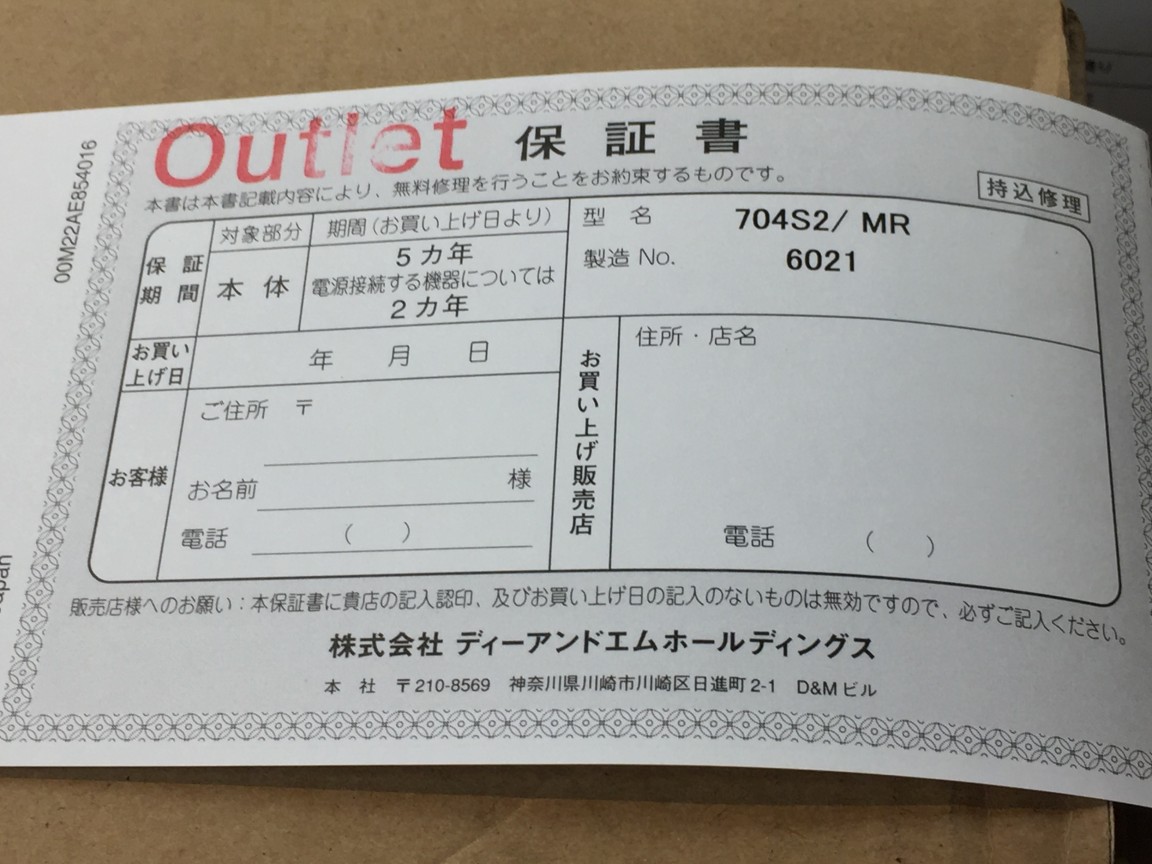 00M22AE854016
Outlet 保証書
本書は本書記載内容により、無料修理を行うことをお約束するものです。
持込修理
保証期間
対象部分
期間(お買い上げ日より)
本体
5カ年
電源接続する機器については
2カ年
型名 704S2/ MR
製造No. 6021
お買い上げ日
年 月 日
お客様
ご住所 〒
お名前 様
電話 ( )
お買い上げ販売店
住所・店名
電話 ( )
販売店様へのお願い:本保証書に貴店の記入認印、及びお買い上げ日の記入のないものは無効ですので、必ずご記入ください。
株式会社 ディーアンドエムホールディングス
本社 〒210-8569 神奈川県川崎市川崎区日進町2-1 D&Mビル